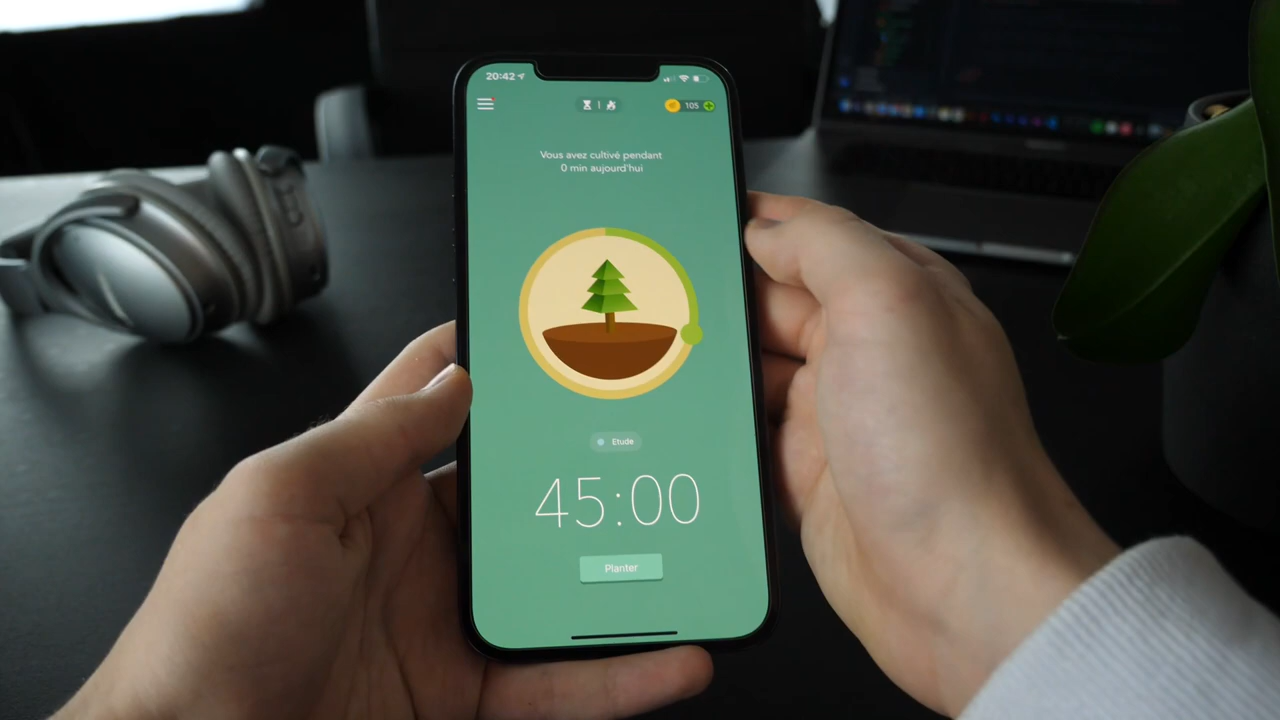 20:42
105
Vous avez cultivé pendant
0 min aujourd'hui
Etude
45:00
Planter